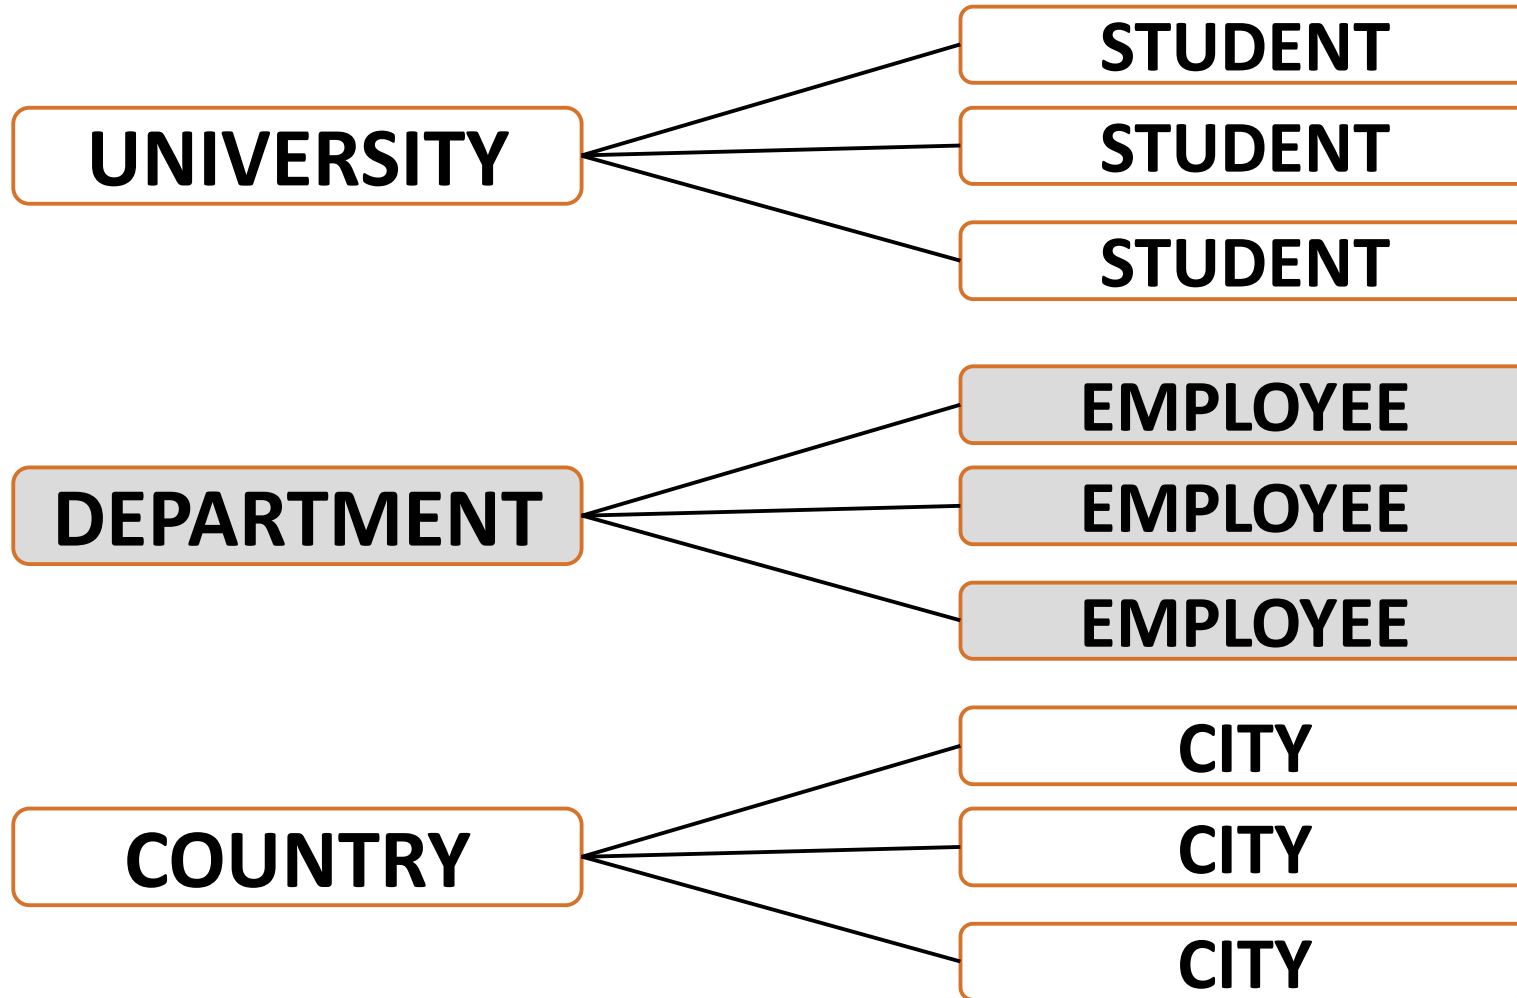 UNIVERSITY
STUDENT
STUDENT
STUDENT
DEPARTMENT
EMPLOYEE
EMPLOYEE
EMPLOYEE
COUNTRY
CITY
CITY
CITY